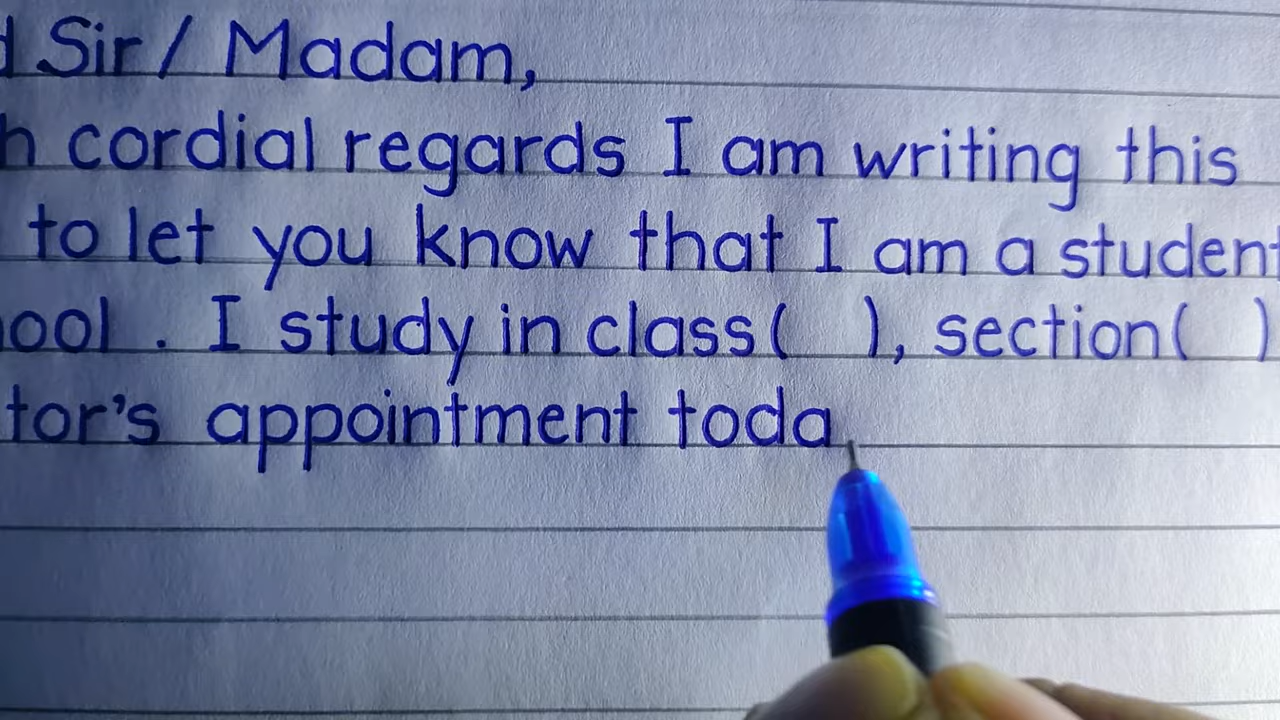 d Sir/ Madam,
h cordial regards I am writing this
to let you know that I am a student
ool . I study in class(  ), section(  )
tor's appointment toda